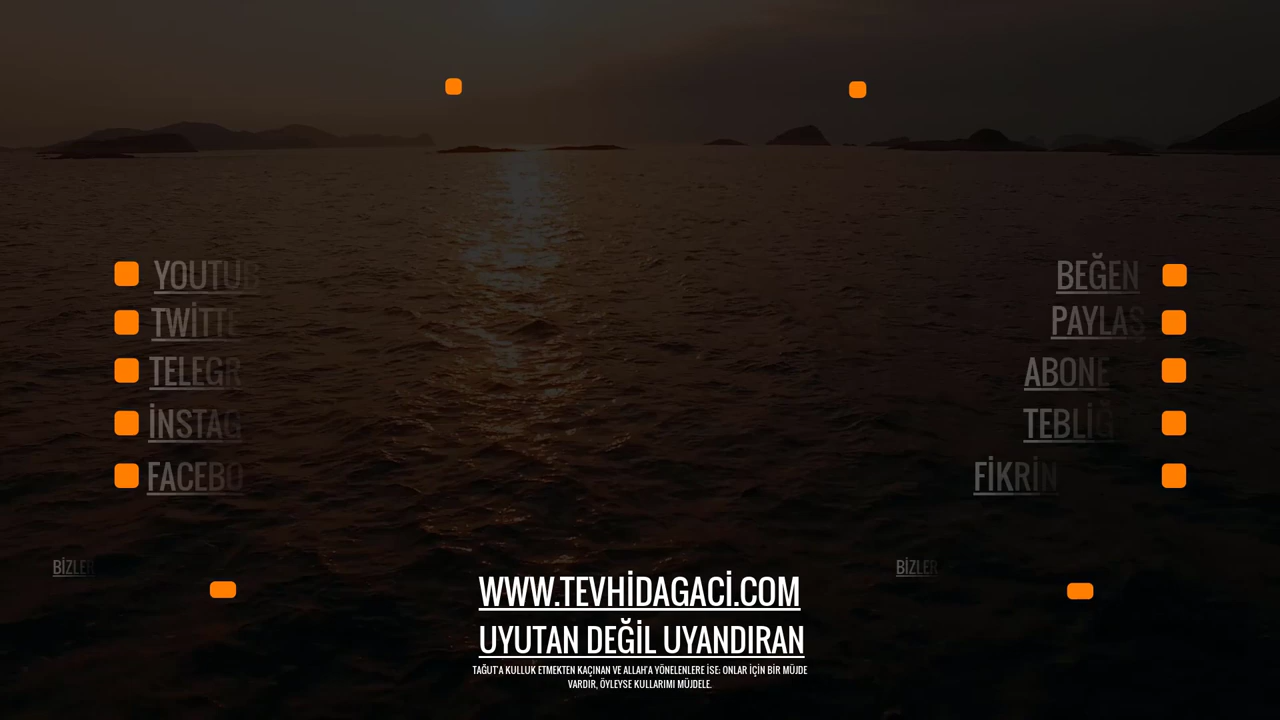 YOUTUB
BEĞEN
TWİTTE
PAYLAŞ
TELEGR
ABONE
İNSTAG
TEBLİĞ
FACEBO
FİKRİN
BİZLER
BİZLER
WWW.TEVHİDAGACİ.COM
UYUTAN DEĞİL UYANDIRAN
TAĞUT'A KULLUK ETMEKTEN KAÇINAN VE ALLAH'A YÖNELENLERE İSE; ONLAR İÇİN BİR MÜJDE
VARDIR, ÖYLEYSE KULLARIMI MÜJDELE.